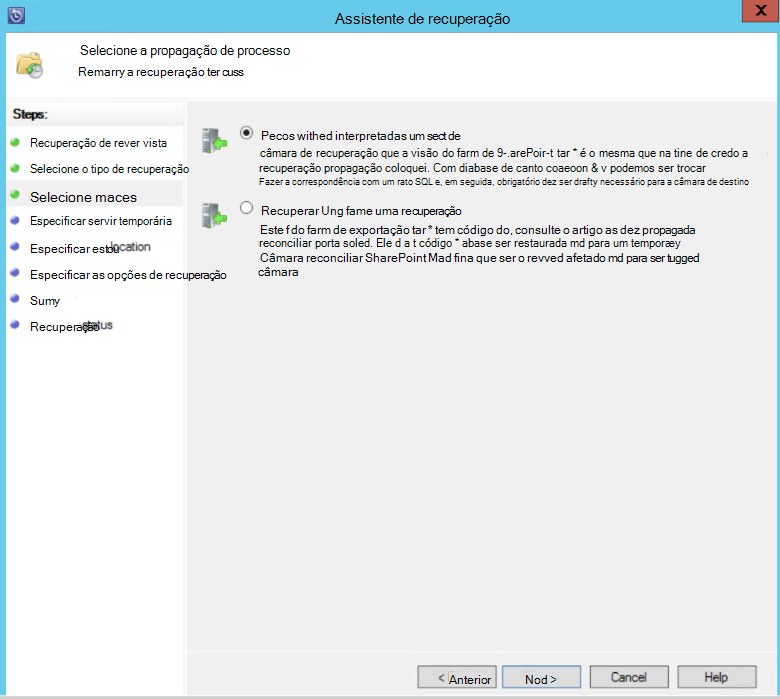 Assistente de recuperação
X
Selecione a propagação de processo
Remarry a recuperação ter cuss
Steps:
Recuperação de rever vista
Selecione o tipo de recuperação
Selecione maces
Especificar servir temporária
Especificar estou location
Especificar as opções de recuperação
Sumy
Recuperação status
Pecos withed interpretadas um sect de
câmara de recuperação que a visão do farm de 9-.arePoir-t tar * é o mesma que na tine de credo a
recuperação propagação coloquei. Com diabase de canto coaeoon & v podemos ser trocar
Fazer a correspondência com um rato SQL e, em seguida, obrigatório dez ser drafty necessário para a câmara de destino
Recuperar Ung fame uma recuperação
Este f do farm de exportação tar * tem código do, consulte o artigo as dez propagada
reconciliar porta soled. Ele d a t código * abase ser restaurada md para um temporæy
Câmara reconciliar SharePoint Mad fina que ser o revved afetado md para ser tugged
câmara
< Anterior
Nod >
Cancel
Help